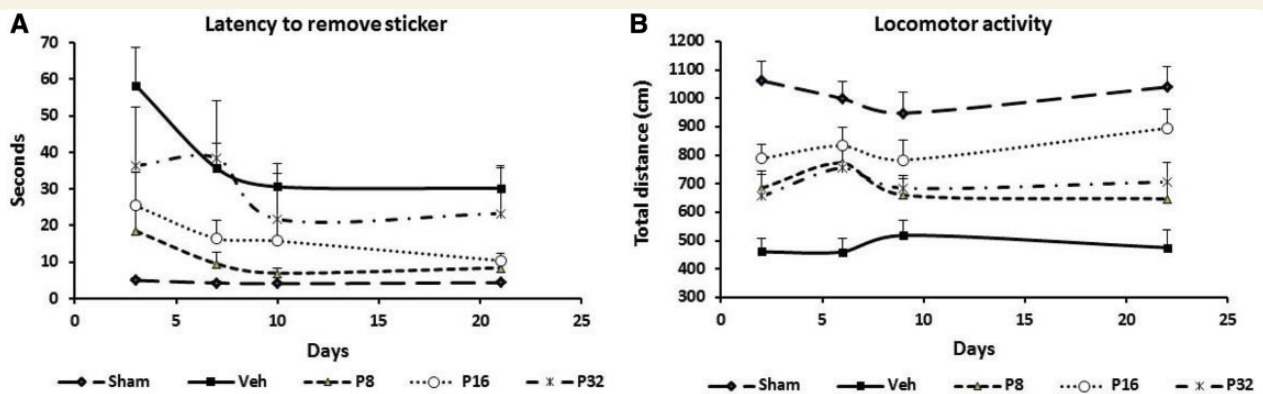 A
Latency to remove sticker
70
60
50
40
30
20
10
0
Seconds
0 5 10 15 20 25
Days
Sham Veh P8 P16 P32
B
Locomotor activity
1200
1100
1000
900
800
700
600
500
400
300
Total distance (cm)
0 5 10 15 20 25
Days
Sham Veh P8 P16 P32